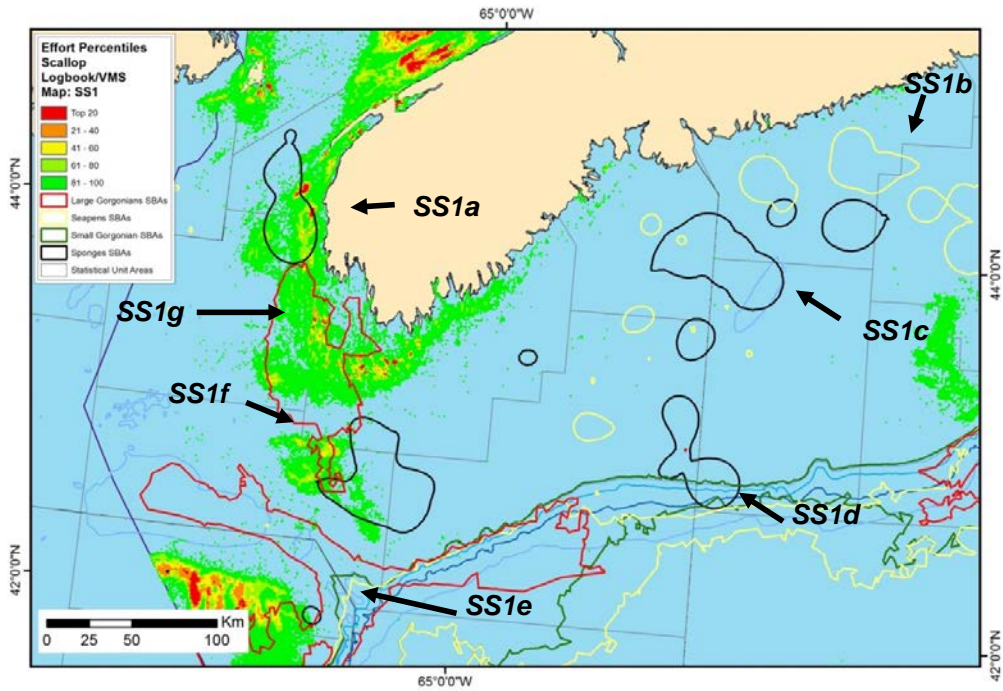 65°0'0"W
Effort Percentiles
Scallop
Logbook/VMS
Map: SS1
Top 20
21 - 40
41 - 60
61 - 80
81 - 100
Large Gorgonians SBAs
Seapens SBAs
Small Gorgonian SBAs
Sponges SBAs
Statistical Unit Areas
SS1b
44°0'0"N
SS1a
44°0'0"N
SS1g
SS1c
SS1f
SS1d
42°0'0"N
SS1e
Km
0 25 50 100
42°0'0"N
65°0'0"W